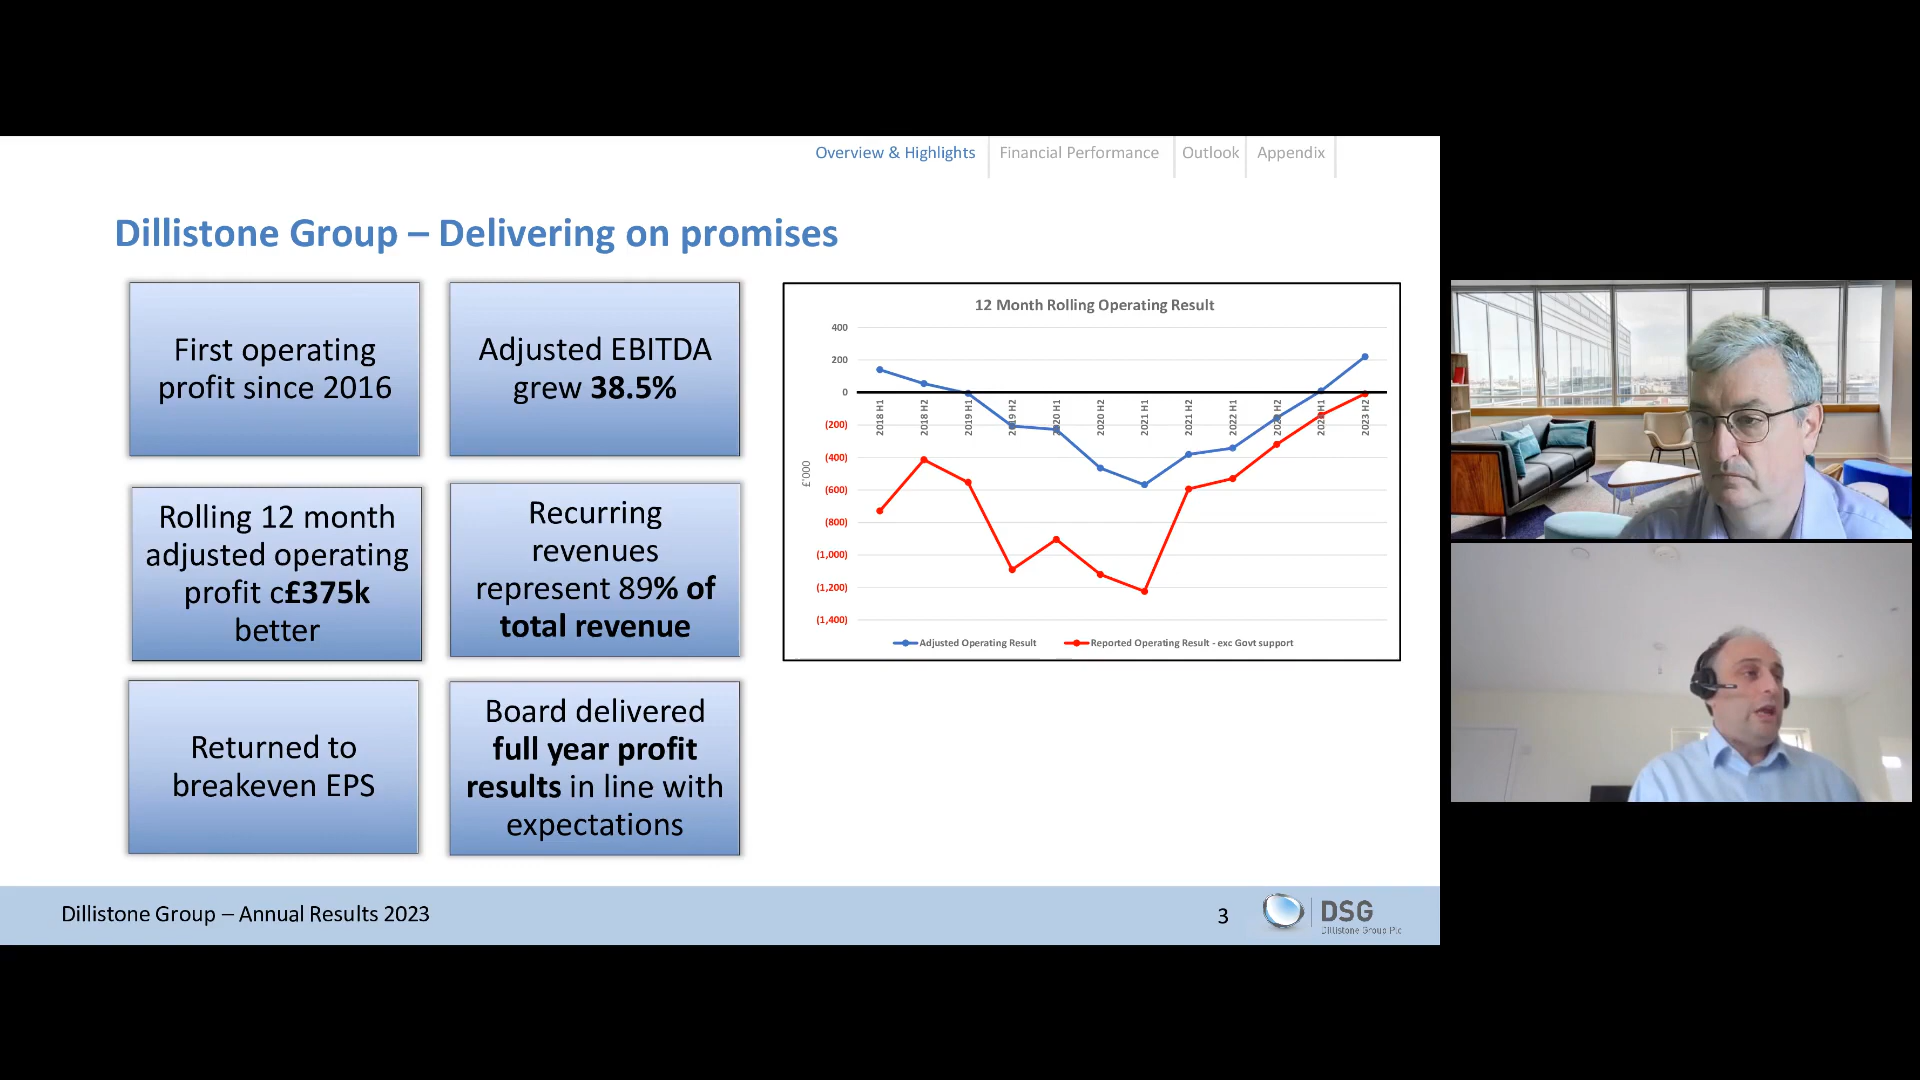 Overview & Highlights
Financial Performance
Outlook
Appendix
Dillistone Group – Delivering on promises
First operating
profit since 2016
Adjusted EBITDA
grew 38.5%
Rolling 12 month
adjusted operating
profit c£375k
better
Recurring
revenues
represent 89% of
total revenue
Returned to
breakeven EPS
Board delivered
full year profit
results in line with
expectations
12 Month Rolling Operating Result
400
200
0
(200)
(400)
(600)
(800)
(1,000)
(1,200)
(1,400)
£'000
2018 H1
2018 H2
2019 H1
2019 H2
2020 H1
2020 H2
2021 H1
2021 H2
2022 H1
2022 H2
2023 H1
2023 H2
Adjusted Operating Result
Reported Operating Result - exc Govt support
Dillistone Group – Annual Results 2023
3
DSG
Dillistone Group Plc